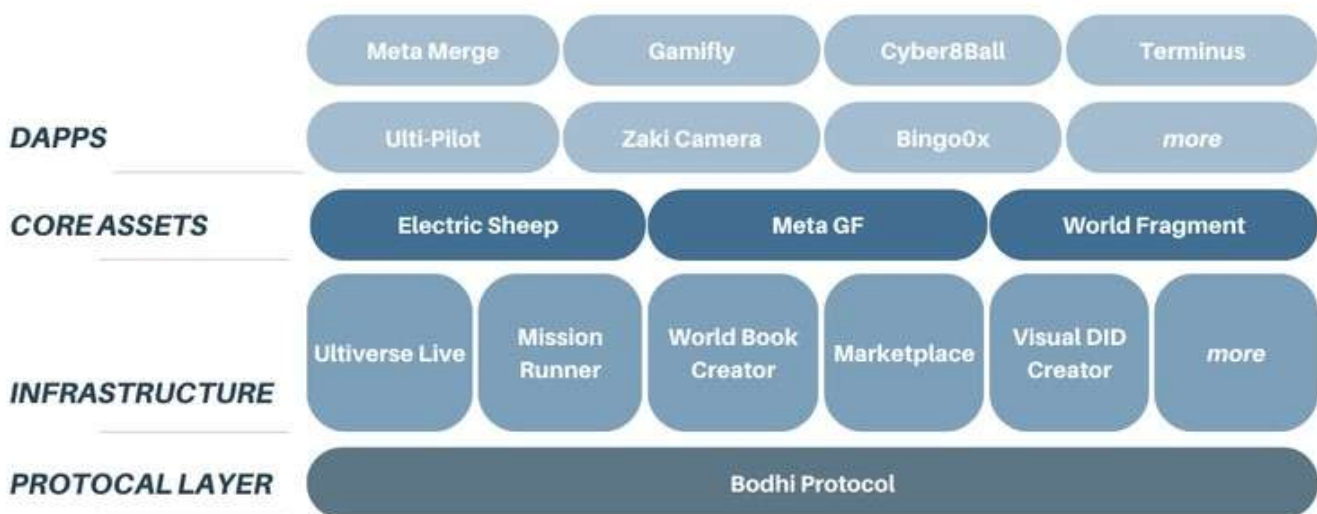 Meta Merge Gamifly Cyber8Ball Terminus
DAPPS Ulti-Pilot Zaki Camera Bingo0x more
CORE ASSETS Electric Sheep Meta GF World Fragment
Ultiverse Live Mission Runner World Book Creator Marketplace Visual DID Creator more
INFRASTRUCTURE
PROTOCAL LAYER Bodhi Protocol